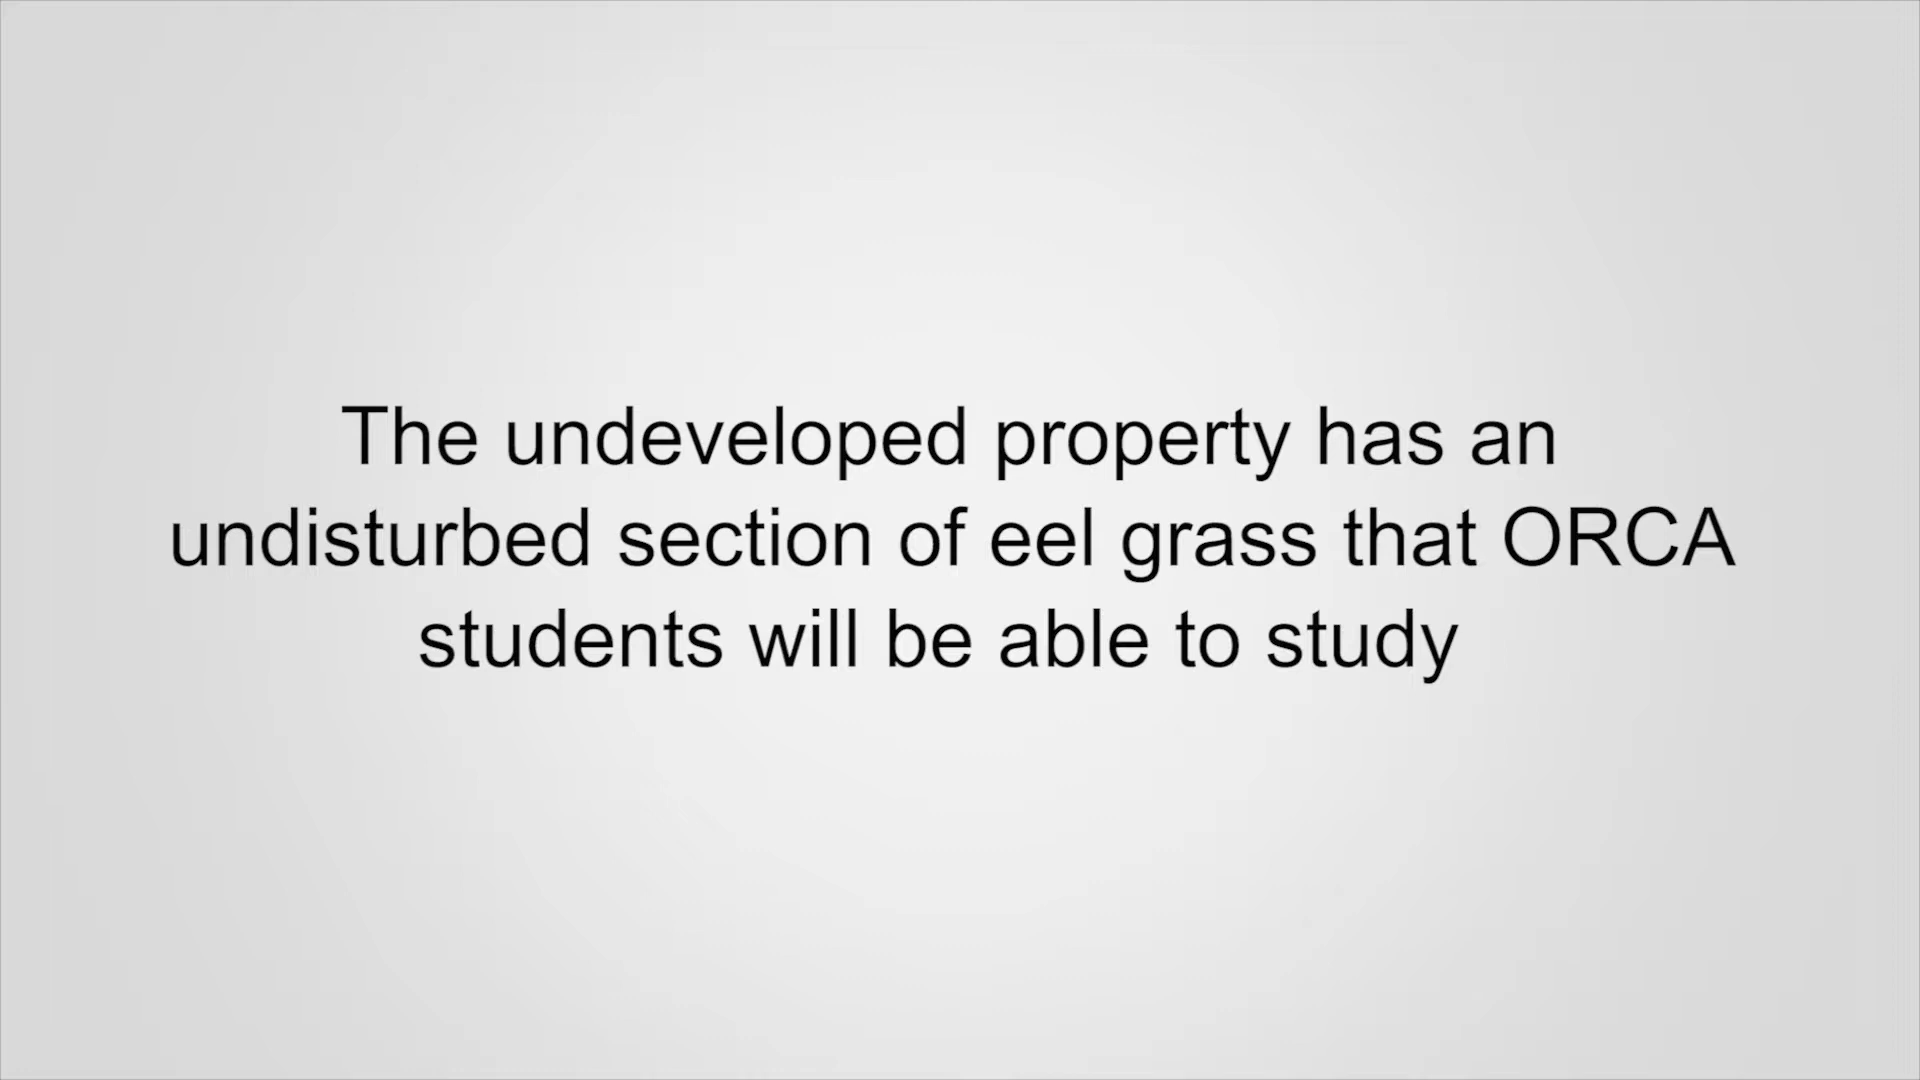 The undeveloped property has an
undisturbed section of eel grass that ORCA
students will be able to study